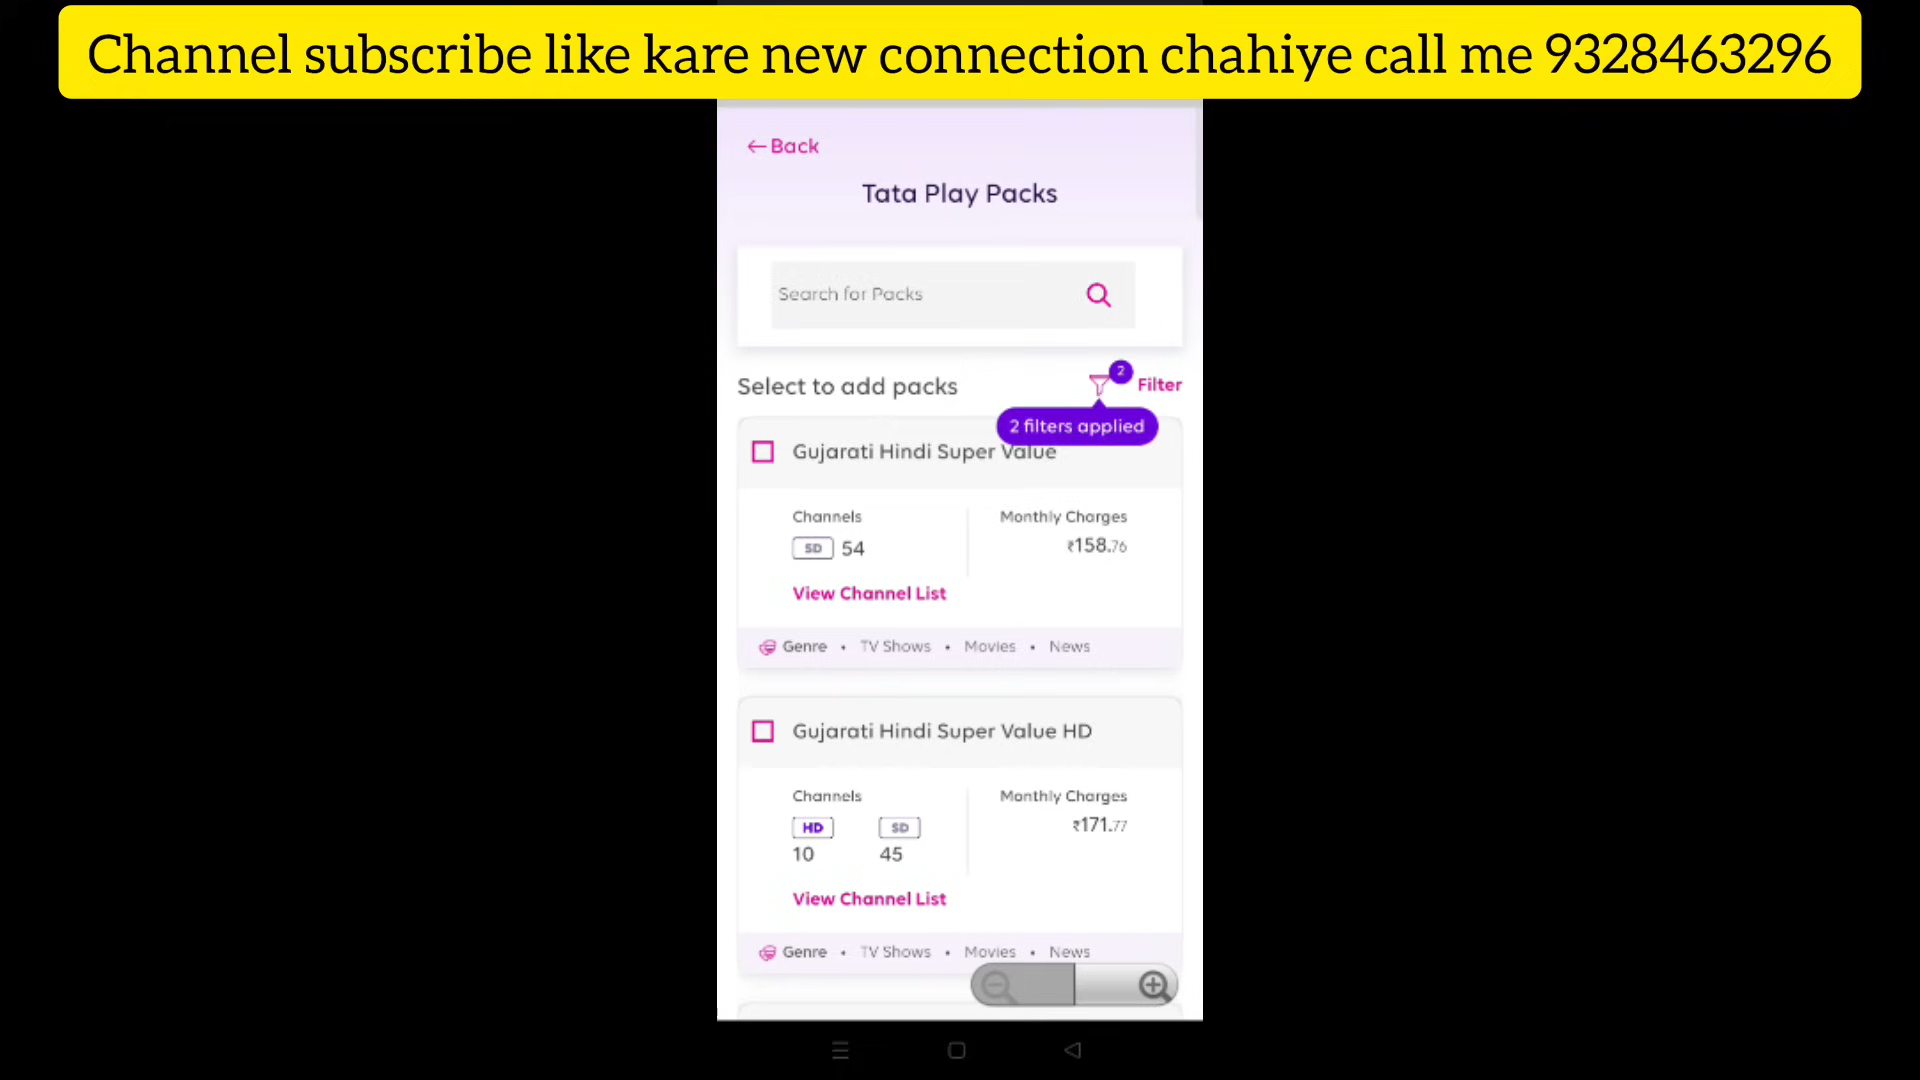 Channel subscribe like kare new connection chahiye call me 9328463296
←Back
Tata Play Packs
Search for Packs
Select to add packs
2
Filter
2 filters applied
Gujarati Hindi Super Value
Channels
Monthly Charges
SD 54
₹158.76
View Channel List
Genre • TV Shows • Movies • News
Gujarati Hindi Super Value HD
Channels
Monthly Charges
HD SD
₹171.77
10 45
View Channel List
Genre • TV Shows • Movies • News